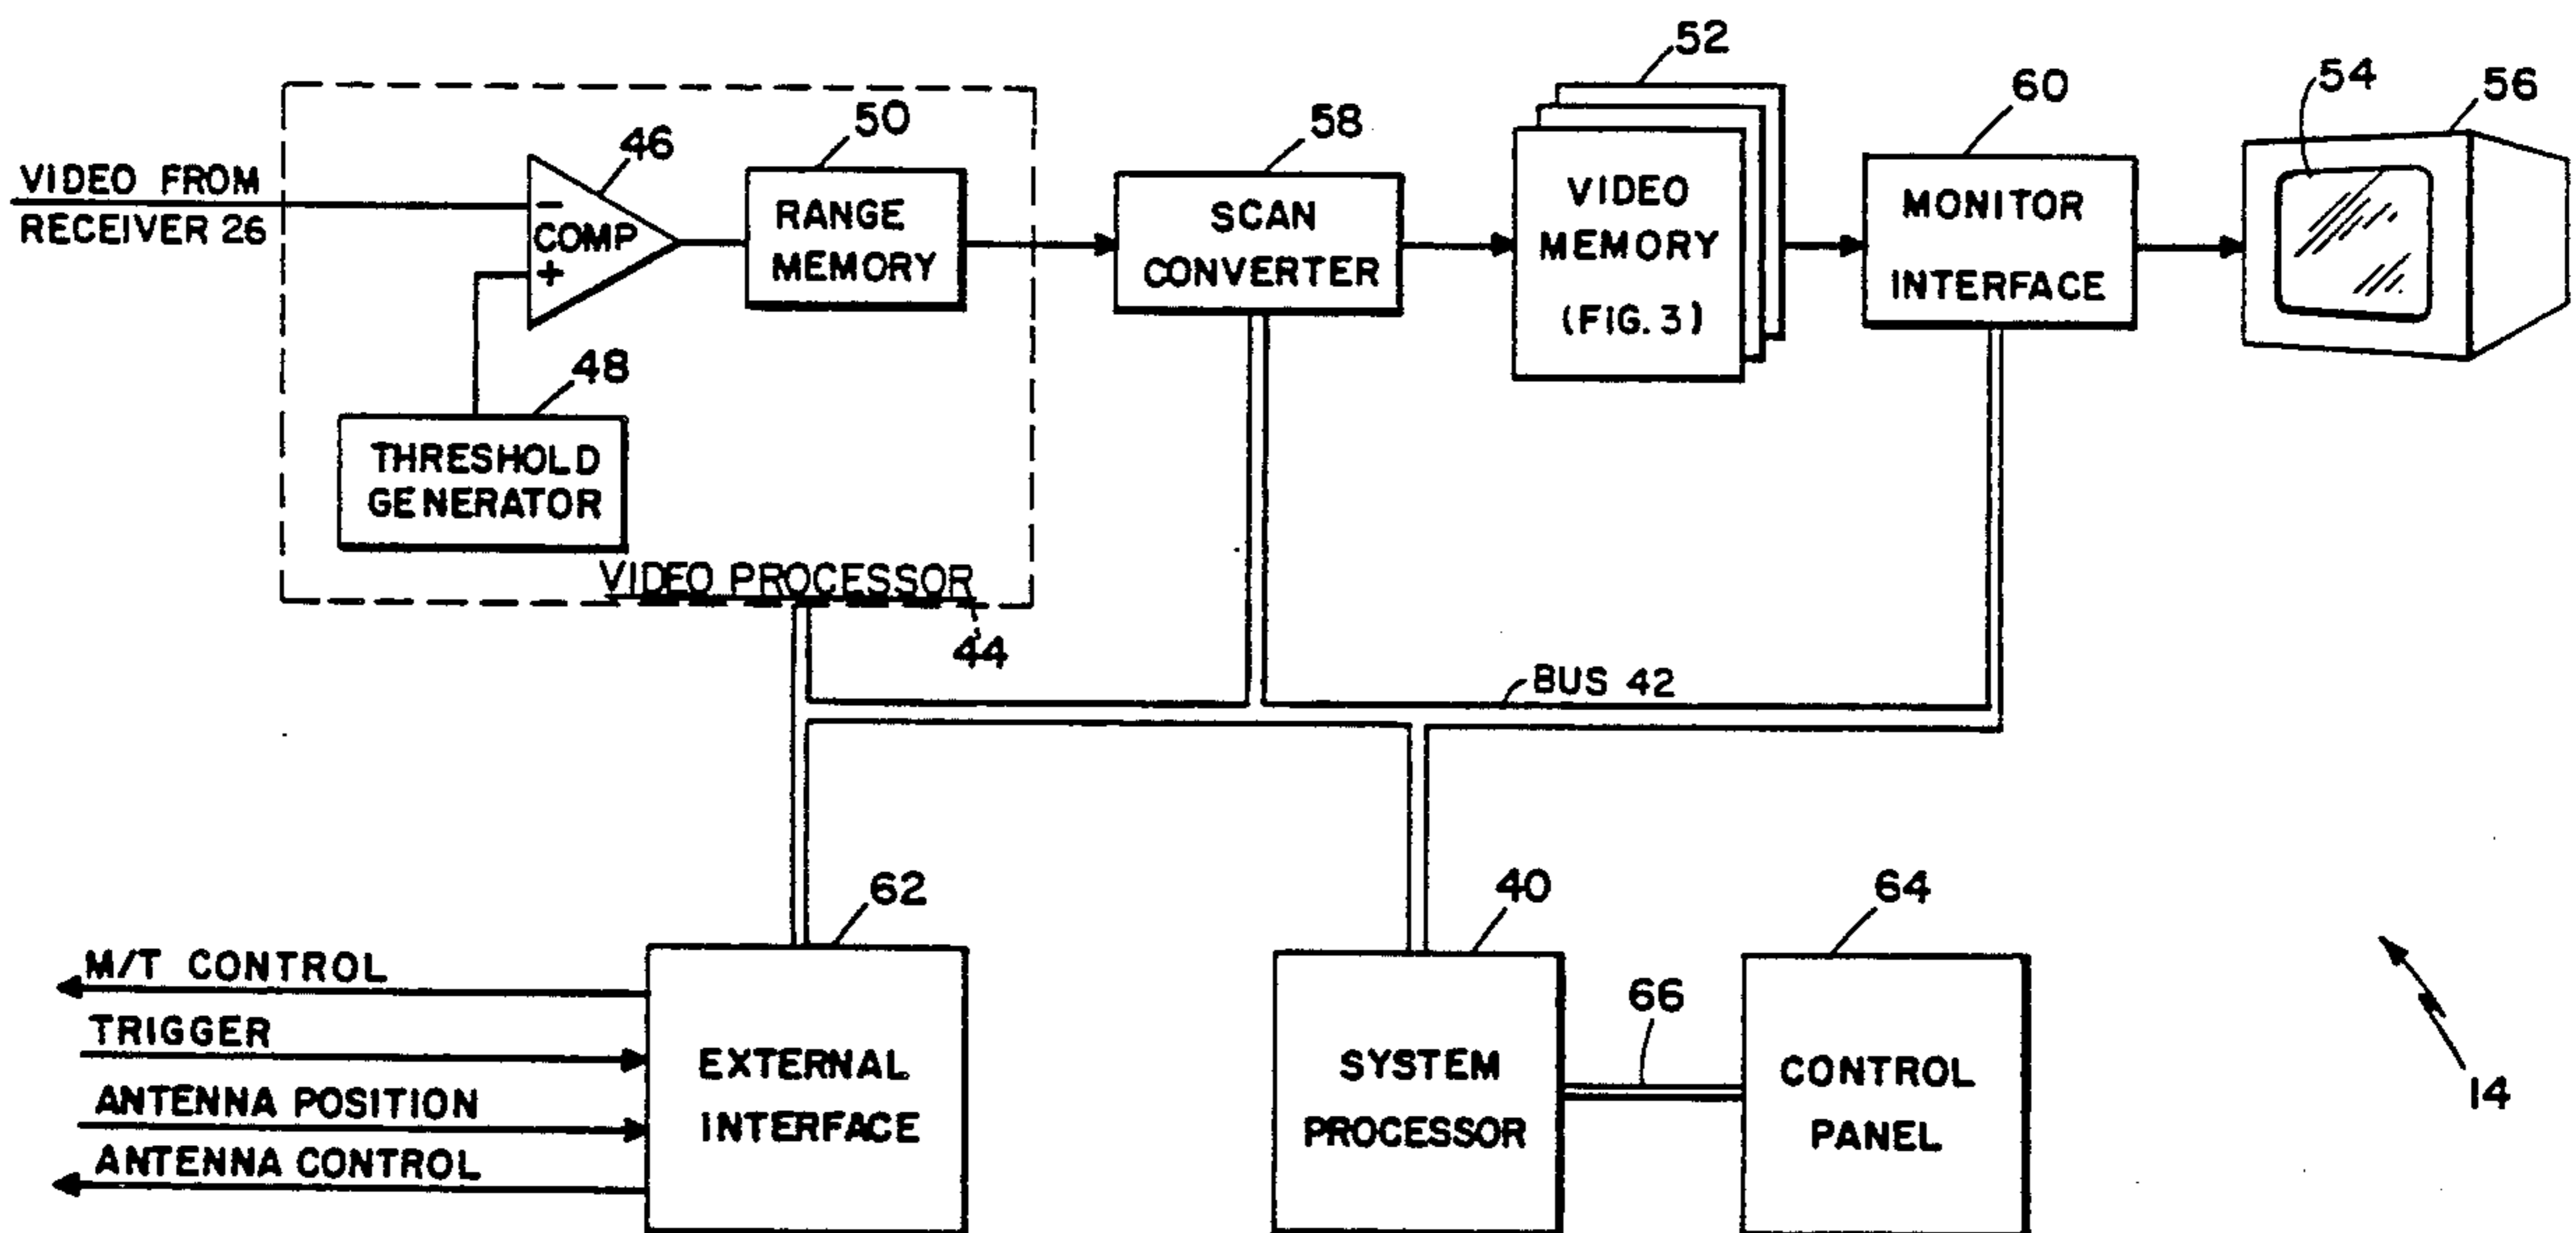 52
60
54
56
50
58
46
VIDEO FROM
RECEIVER 26
−
COMP
+
RANGE
MEMORY
SCAN
CONVERTER
VIDEO
MEMORY
(FIG. 3)
MONITOR
INTERFACE
48
THRESHOLD
GENERATOR
VIDEO PROCESSOR
44
BUS 42
62
40
64
M/T CONTROL
TRIGGER
ANTENNA POSITION
ANTENNA CONTROL
EXTERNAL
INTERFACE
SYSTEM
PROCESSOR
66
CONTROL
PANEL
14